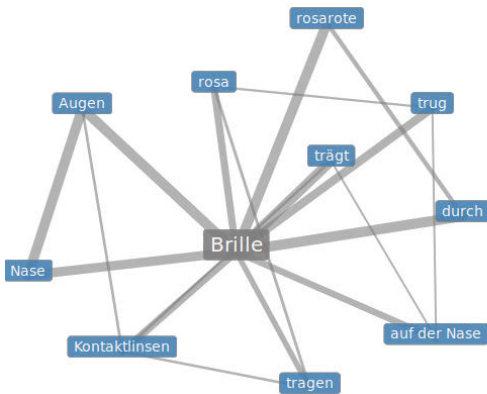 rosarote
rosa
Augen
trug
trägt
durch
Brille
Nase
auf der Nase
Kontaktlinsen
tragen